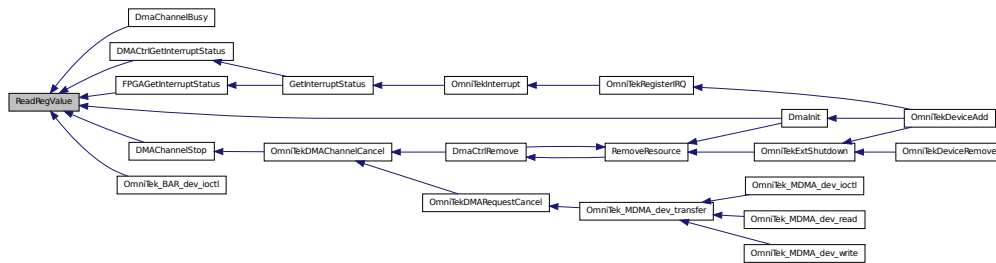 DmaChannelBusy
DMACtrlGetInterruptStatus
FPGAGetInterruptStatus
GetInterruptStatus
OmniTekInterrupt
OmniTekRegisterIRQ
ReadRegValue
DmaInit
OmniTekDeviceAdd
DMAChannelStop
OmniTekDMAChannelCancel
DmaCtrlRemove
RemoveResource
OmniTekExtShutdown
OmniTekDeviceRemove
OmniTek_BAR_dev_ioctl
OmniTekDMARequestCancel
OmniTek_MDMA_dev_transfer
OmniTek_MDMA_dev_ioctl
OmniTek_MDMA_dev_read
OmniTek_MDMA_dev_write